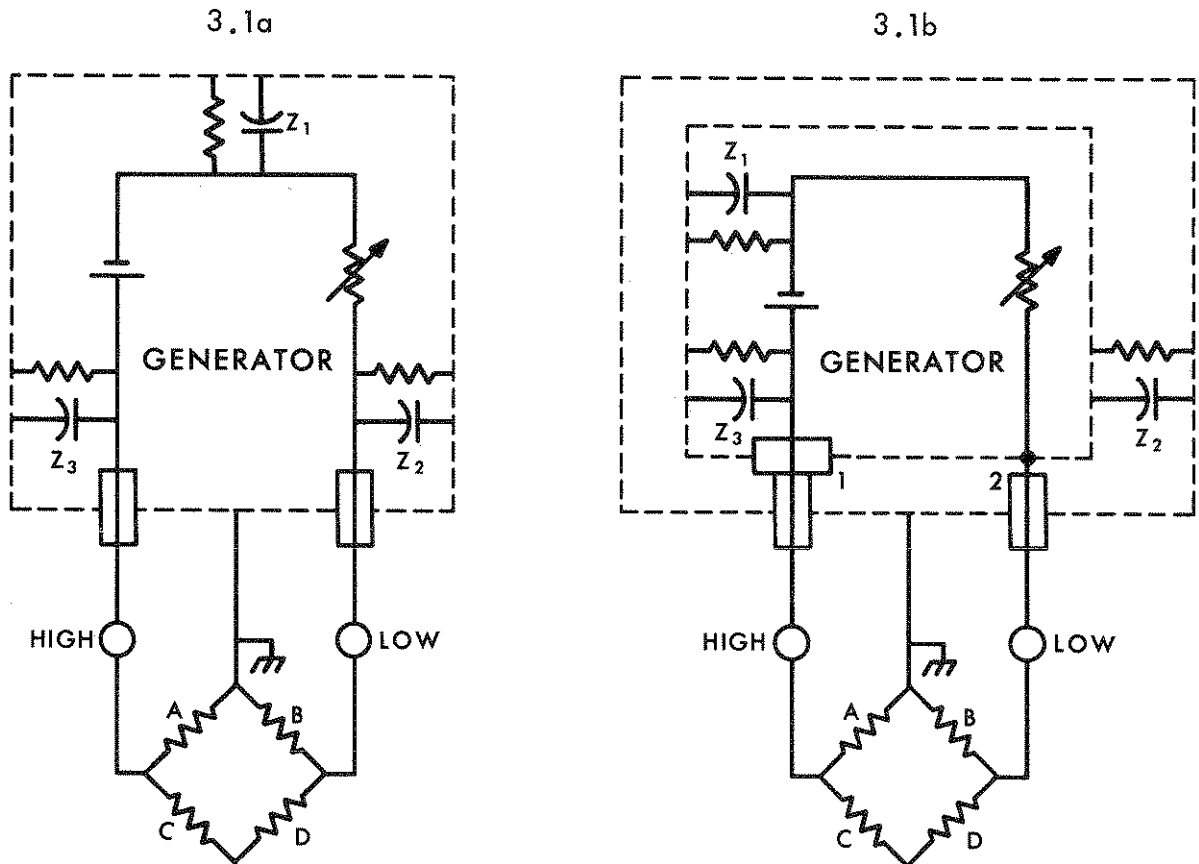 3.1a
Z1
GENERATOR
Z3
Z2
HIGH
LOW
A
B
C
D
3.1b
Z1
GENERATOR
Z3
Z2
1
2
HIGH
LOW
A
B
C
D